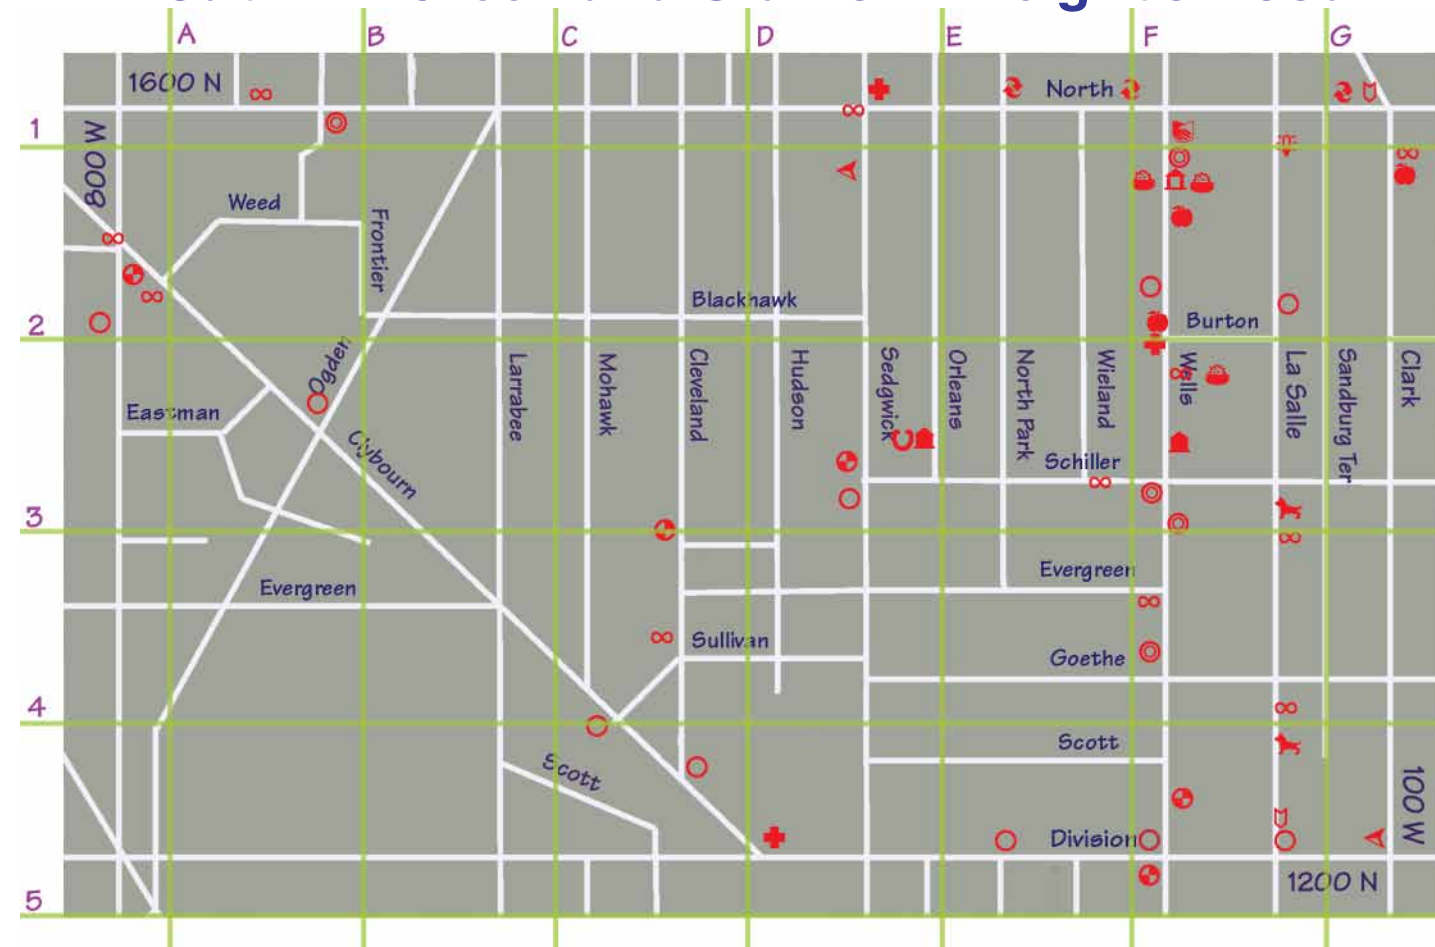 A B C D E F G
1600 N
North
1
800 W
Weed
Frontier
Blackhawk
Burton
2
Ogden
Larrabee
Mohawk
Cleveland
Hudson
Sedgwick
Orleans
North Park
Wieland
Wells
La Salle
Sandburg Ter
Clark
Eastman
Clybourn
Schiller
3
Evergreen
Evergreen
Sullivan
Goethe
4
Scott
Scott
100 W
Division
1200 N
5